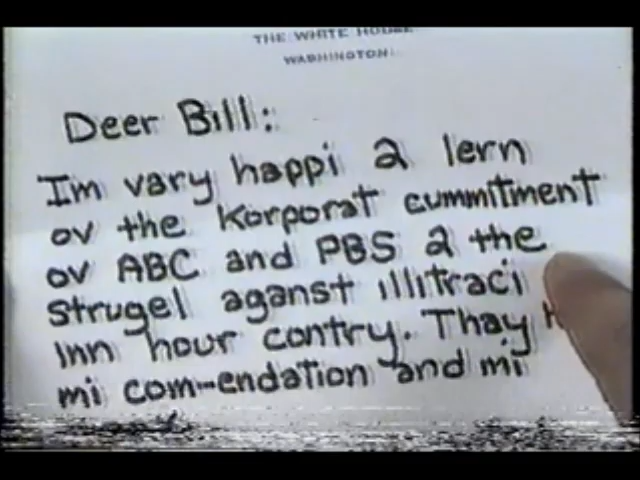 THE WHITE HOUSE
WASHINGTON
Deer Bill:
Im vary happi 2 lern
ov the Korporat cummitment
ov ABC and PBS 2 the
strugel aganst illitraci
inn hour contry. Thay
mi com-endation and mi